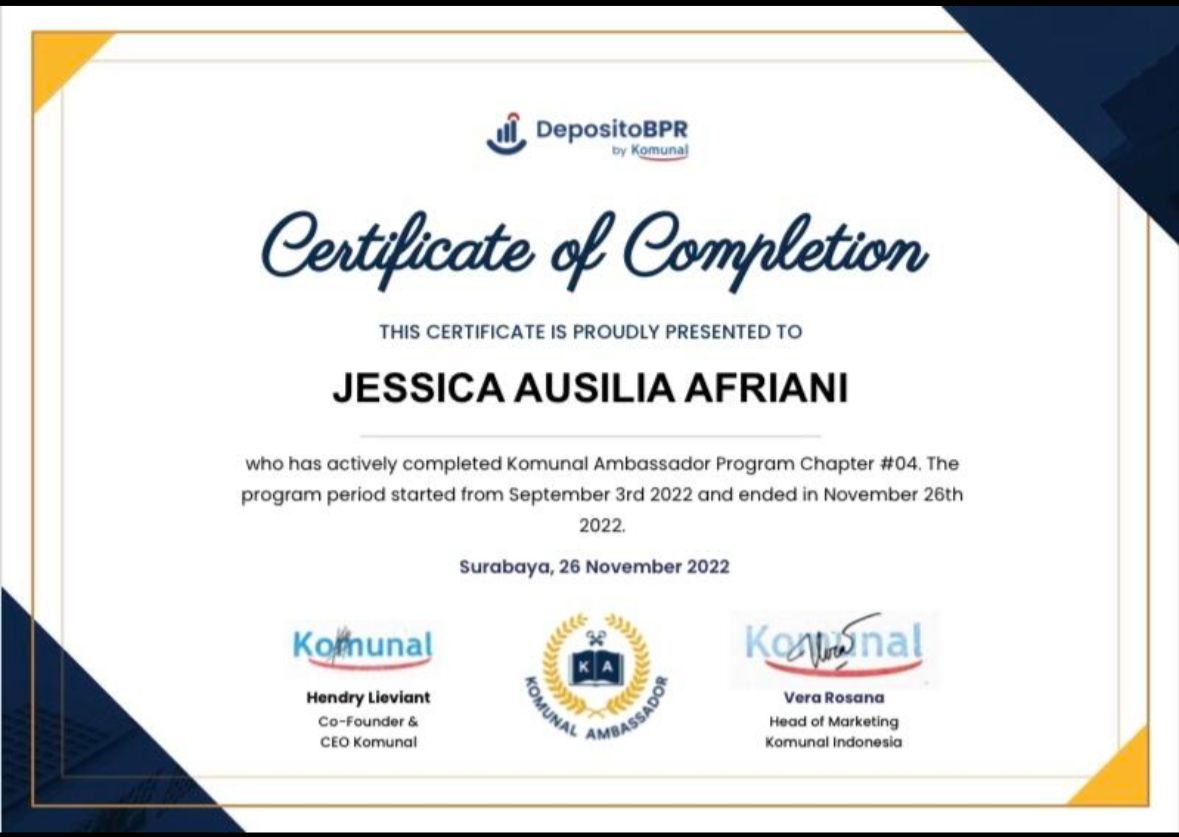 DepositoBPR
by Komunal
Certificate of Completion
THIS CERTIFICATE IS PROUDLY PRESENTED TO
JESSICA AUSILIA AFRIANI
who has actively completed Komunal Ambassador Program Chapter #04. The
program period started from September 3rd 2022 and ended in November 26th
2022.
Surabaya, 26 November 2022
Komunal
Hendry Lieviant
Co-Founder &
CEO Komunal
K A
KOMUNAL AMBASSADOR
Komunal
Vera Rosana
Head of Marketing
Komunal Indonesia